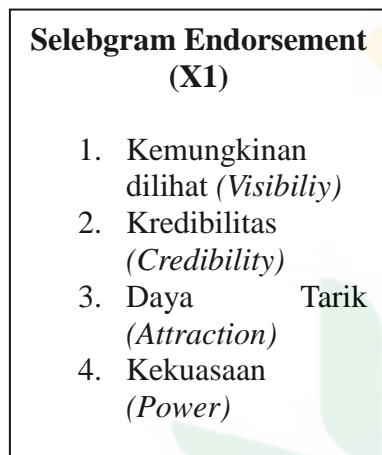 Selebgram Endorsement
(X1)
1. Kemungkinan
dilihat (Visibiliy)
2. Kredibilitas
(Credibility)
3. Daya Tarik
(Attraction)
4. Kekuasaan
(Power)